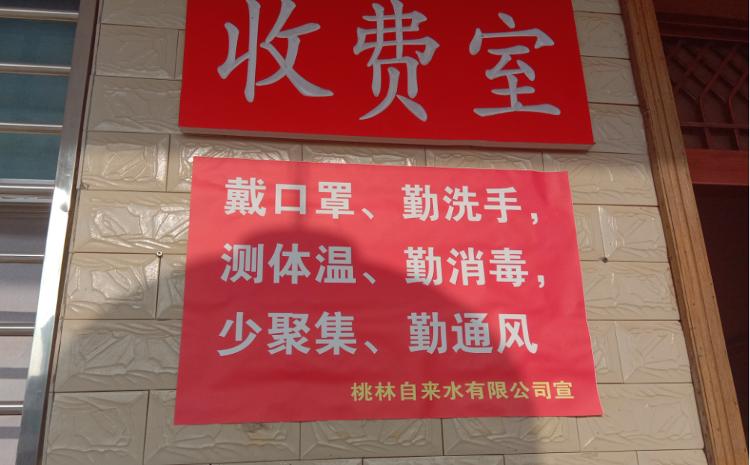 收费室
戴口罩、勤洗手，
测体温、勤消毒，
少聚集、勤通风
桃林自来水有限公司宣